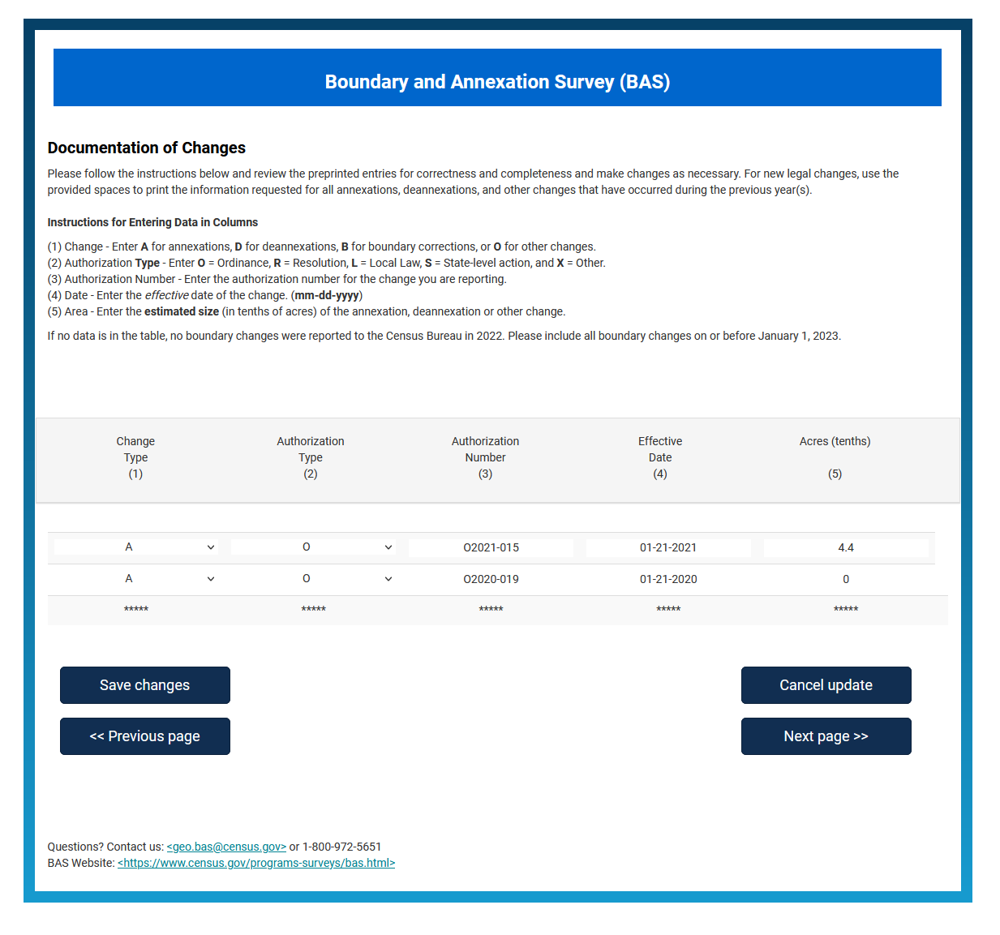 Boundary and Annexation Survey (BAS)
Documentation of Changes
Please follow the instructions below and review the preprinted entries for correctness and completeness and make changes as necessary. For new legal changes, use the
provided spaces to print the information requested for all annexations, deannexations, and other changes that have occurred during the previous year(s).
Instructions for Entering Data in Columns
(1) Change - Enter A for annexations, D for deannexations, B for boundary corrections, or O for other changes.
(2) Authorization Type - Enter O = Ordinance, R = Resolution, L = Local Law, S = State-level action, and X = Other.
(3) Authorization Number - Enter the authorization number for the change you are reporting.
(4) Date - Enter the effective date of the change. (mm-dd-yyyy)
(5) Area - Enter the estimated size (in tenths of acres) of the annexation, deannexation or other change.
If no data is in the table, no boundary changes were reported to the Census Bureau in 2022. Please include all boundary changes on or before January 1, 2023.
Change Authorization Authorization Effective Acres (tenths)
Type Type Number Date
(1) (2) (3) (4) (5)
A O O2021-015 01-21-2021 4.4
A O O2020-019 01-21-2020 0
***** ***** ***** ***** *****
Save changes Cancel update
<< Previous page Next page >>
Questions? Contact us: <geo.bas@census.gov> or 1-800-972-5651
BAS Website: <https://www.census.gov/programs-surveys/bas.html>